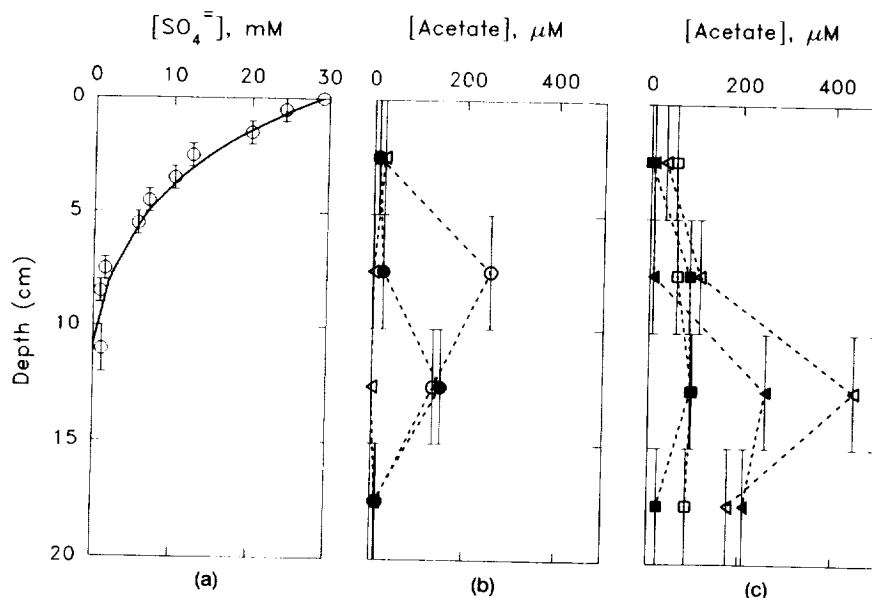 [SO₄⁼], mM
[Acetate], μM
[Acetate], μM
0 10 20 30
0 200 400
0 200 400
0
5
10
15
20
Depth (cm)
(a)
(b)
(c)